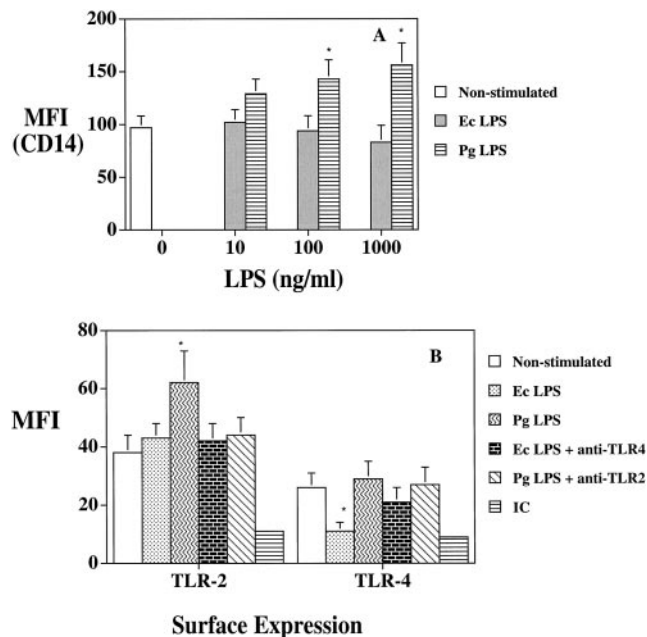 A
200
150
100
50
0
MFI
(CD14)
*
*
0
10
100
1000
LPS (ng/ml)
Non-stimulated
Ec LPS
Pg LPS
B
80
60
40
20
0
MFI
*
*
TLR-2
TLR-4
Surface Expression
Non-stimulated
Ec LPS
Pg LPS
Ec LPS + anti-TLR4
Pg LPS + anti-TLR2
IC